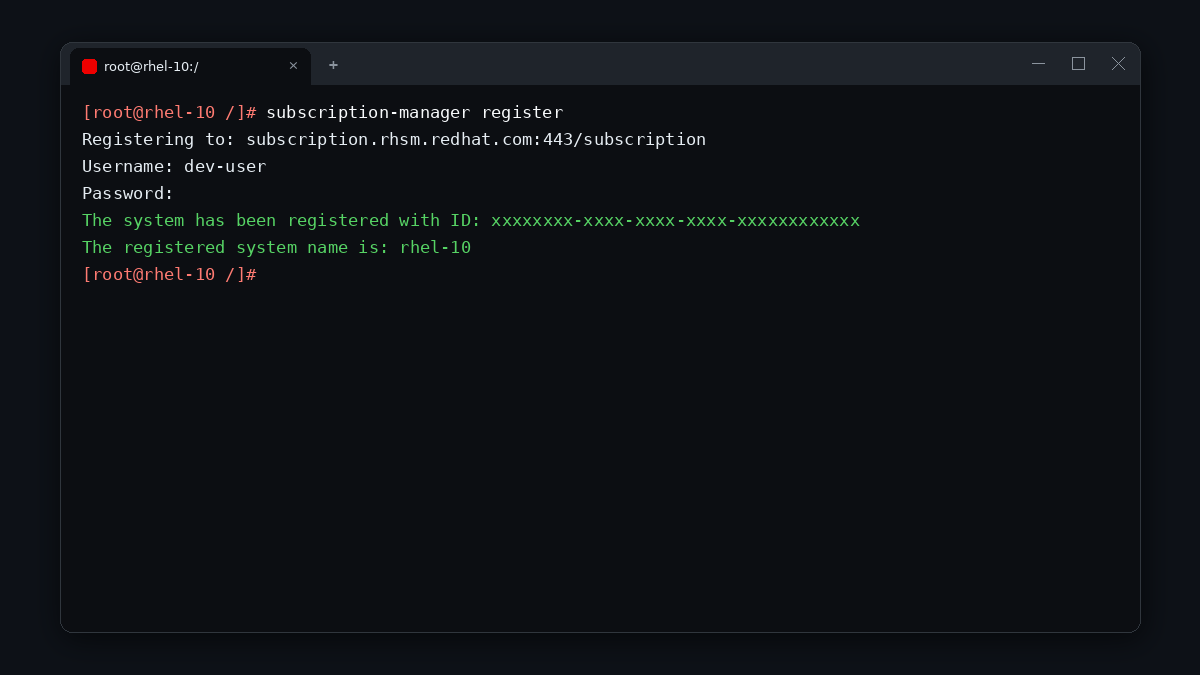 root@rhel-10:/
[root@rhel-10 /]# subscription-manager register
Registering to: subscription.rhsm.redhat.com:443/subscription
Username: dev-user
Password:
The system has been registered with ID: xxxxxxxx-xxxx-xxxx-xxxx-xxxxxxxxxxxx
The registered system name is: rhel-10
[root@rhel-10 /]#